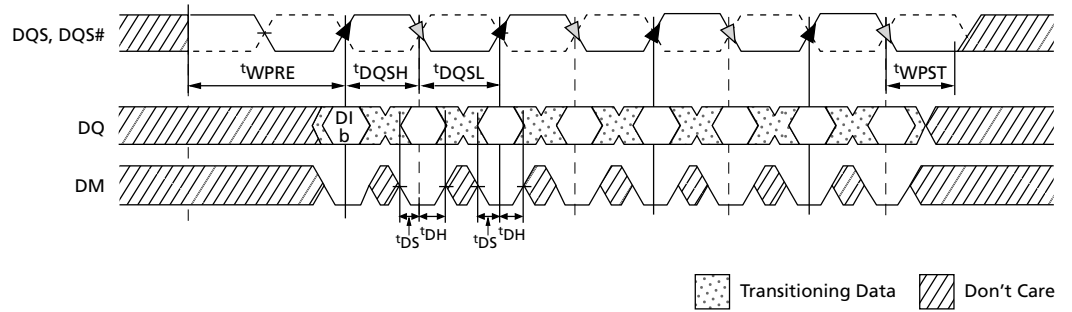 DQS, DQS#
tWPRE tDQSH tDQSL tWPST
DQ
DI
b
DM
tDS tDH tDS tDH
Transitioning Data Don't Care